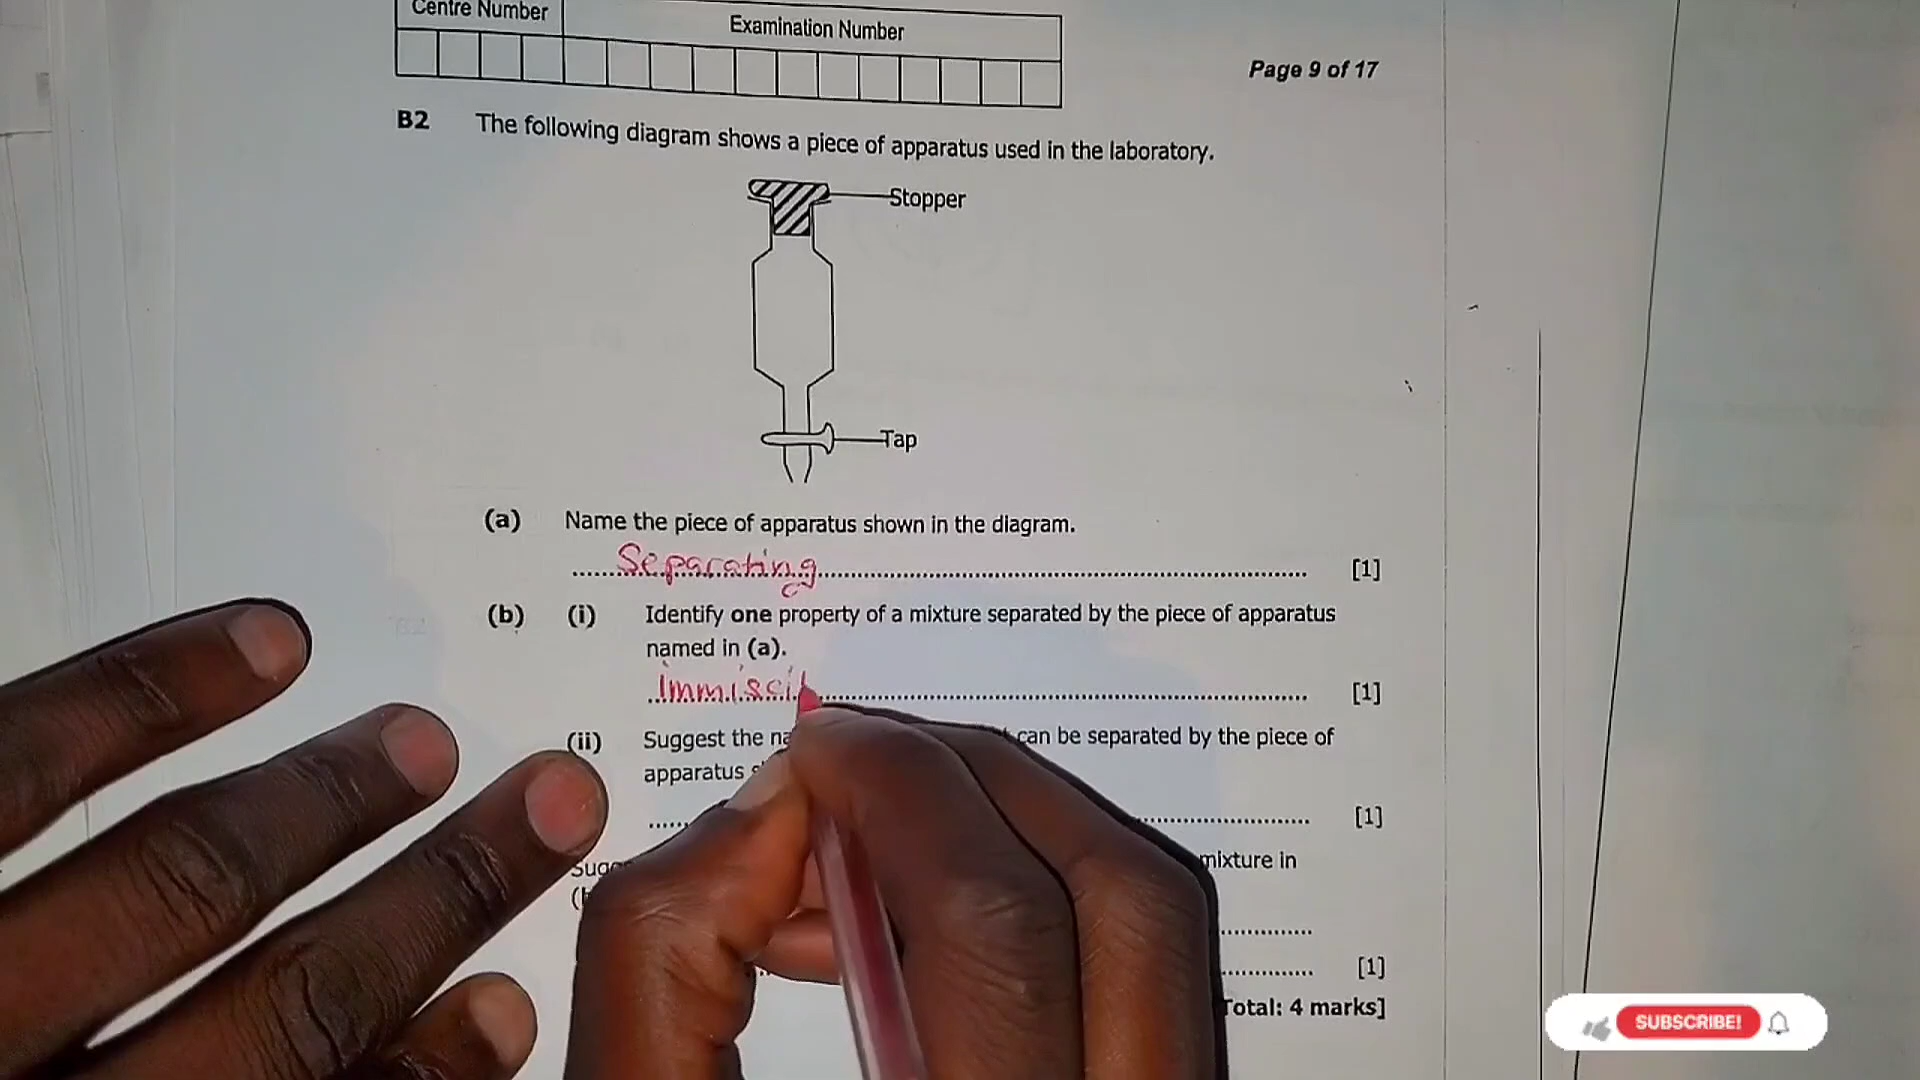 Centre Number
Examination Number
Page 9 of 17
B2 The following diagram shows a piece of apparatus used in the laboratory.
Stopper
Tap
(a) Name the piece of apparatus shown in the diagram.
Separating [1]
(b) (i) Identify one property of a mixture separated by the piece of apparatus
named in (a).
immiscib [1]
(ii) Suggest the can be separated by the piece of
apparatus
[1]
mixture in
[1]
Total: 4 marks]
SUBSCRIBE!